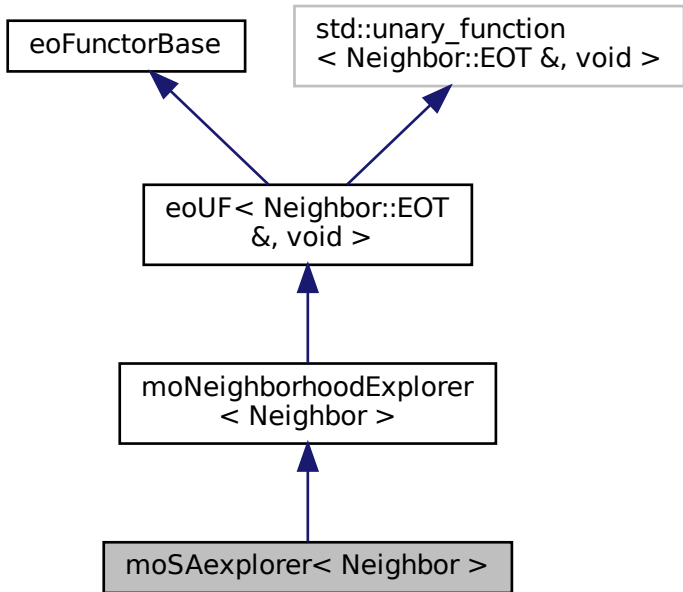 eoFunctorBase
std::unary_function
< Neighbor::EOT &, void >
eoUF< Neighbor::EOT
&, void >
moNeighborhoodExplorer
< Neighbor >
moSAexplorer< Neighbor >